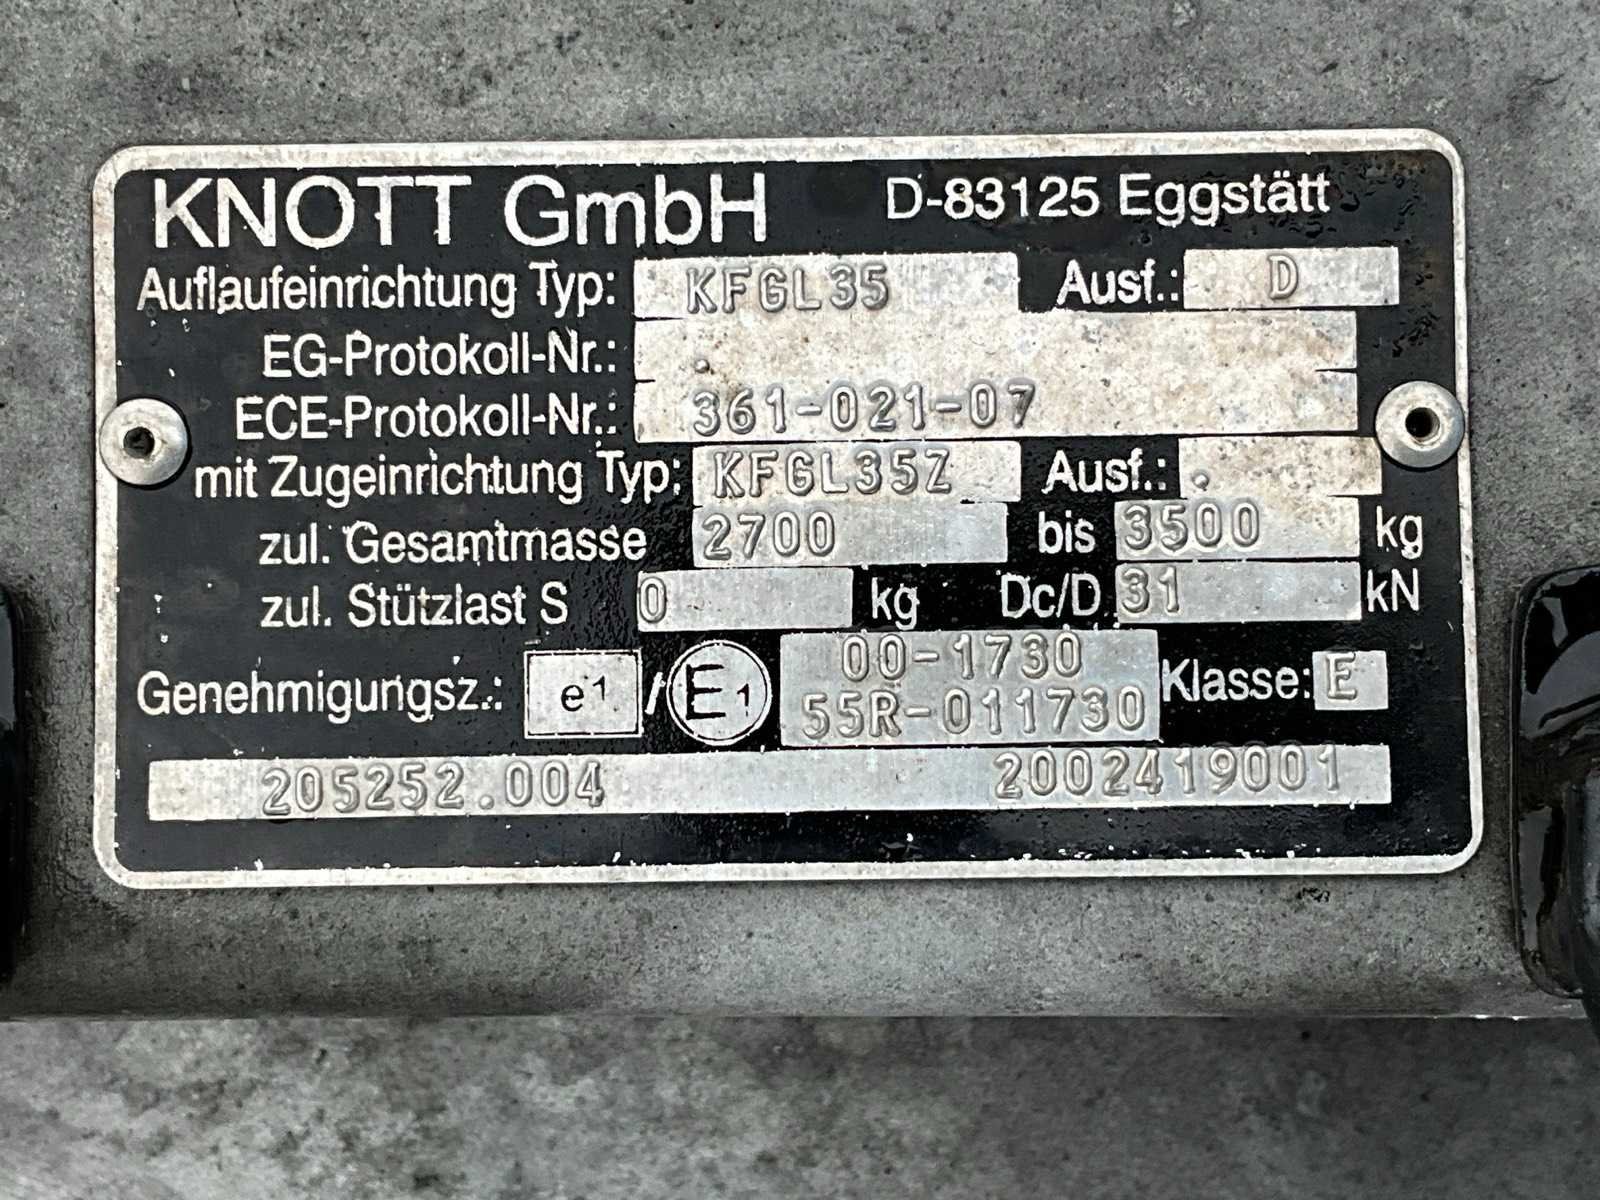 KNOTT GmbH D-83125 Eggstätt
Auflaufeinrichtung Typ: KFGL35 Ausf.: D
EG-Protokoll-Nr.: .
ECE-Protokoll-Nr.: 361-021-07
mit Zugeinrichtung Typ: KFGL35Z Ausf.: .
zul. Gesamtmasse 2700 bis 3500 kg
zul. Stützlast S 0 kg Dc/D 31 kN
Genehmigungsz.: e1 / E1 00-1730 55R-011730 Klasse: E
205252.004 2002419001